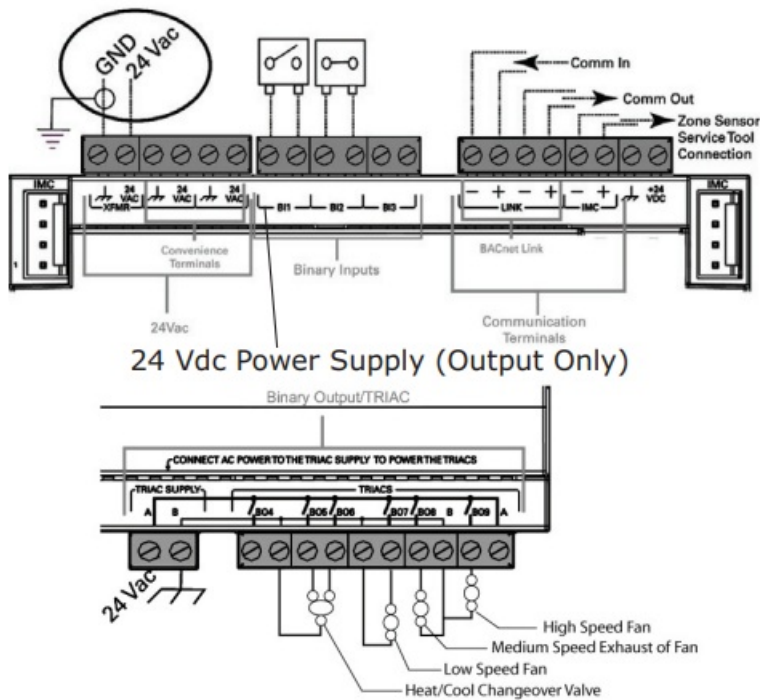 GND
24 Vac
Comm In
Comm Out
Zone Sensor
Service Tool
Connection
IMC
24 VAC
24 VAC
24 VAC
XFMR
BI1
BI2
BI3
− + − + − +
LINK
IMC
+24 VDC
IMC
1
Convenience
Terminals
Binary Inputs
BACnet Link
24Vac
Communication
Terminals
24 Vdc Power Supply (Output Only)
Binary Output/TRIAC
CONNECT AC POWER TO THE TRIAC SUPPLY TO POWER THE TRIACS
TRIAC SUPPLY
TRIACS
A B BO4 BO5 BO6 BO7 BO8 B BO9 A
24 Vac
High Speed Fan
Medium Speed Exhaust of Fan
Low Speed Fan
Heat/Cool Changeover Valve